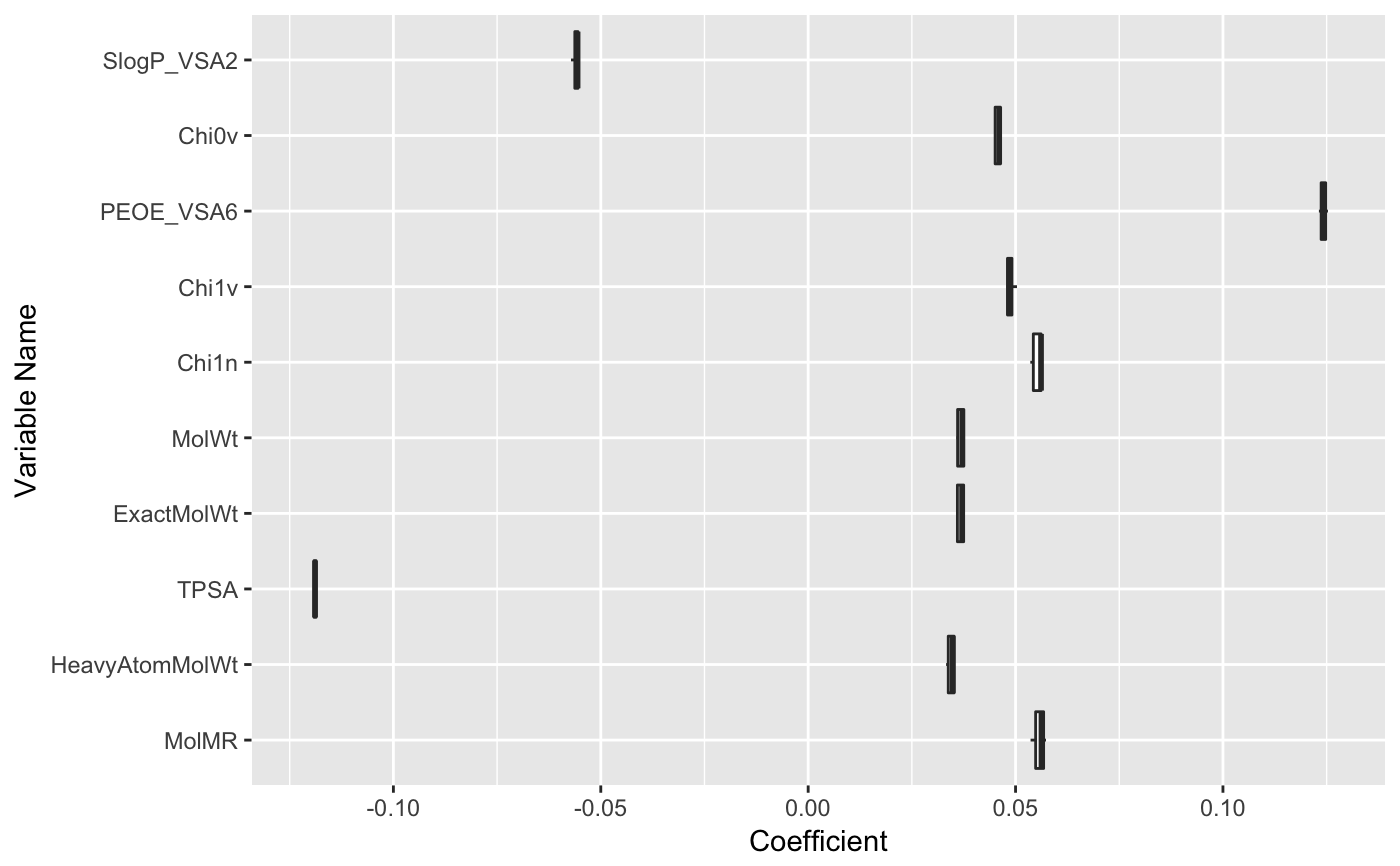 SlogP_VSA2
Chi0v
PEOE_VSA6
Chi1v
Chi1n
MolWt
ExactMolWt
TPSA
HeavyAtomMolWt
MolMR
Variable Name
-0.10 -0.05 0.00 0.05 0.10
Coefficient